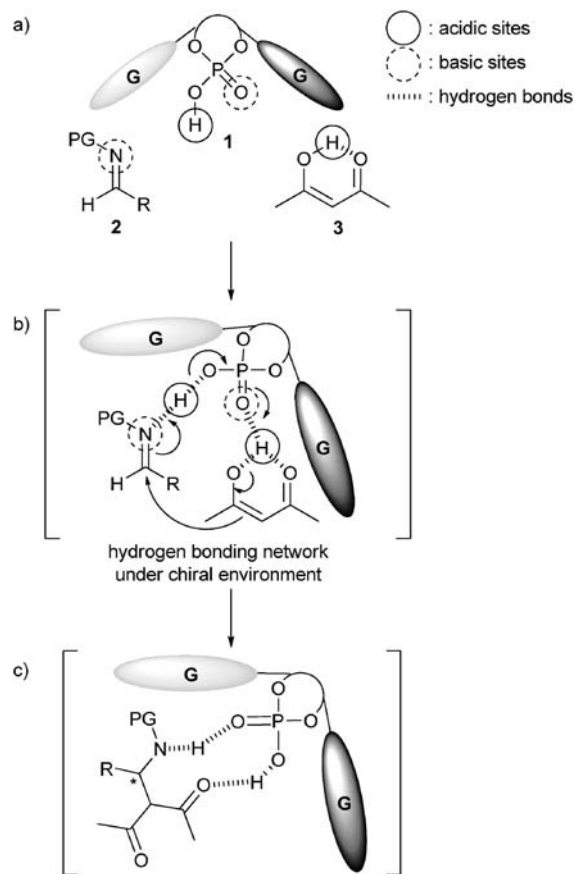 a)
G
G
O
O
P
O
O
H
1
: acidic sites
: basic sites
: hydrogen bonds
PG
N
H
R
2
H
O
O
3
b)
G
O
O
P
O
O
H
PG
N
H
R
H
O
O
G
hydrogen bonding network
under chiral environment
c)
G
PG
N
H
O
P
O
O
O
H
R
*
O
O
G